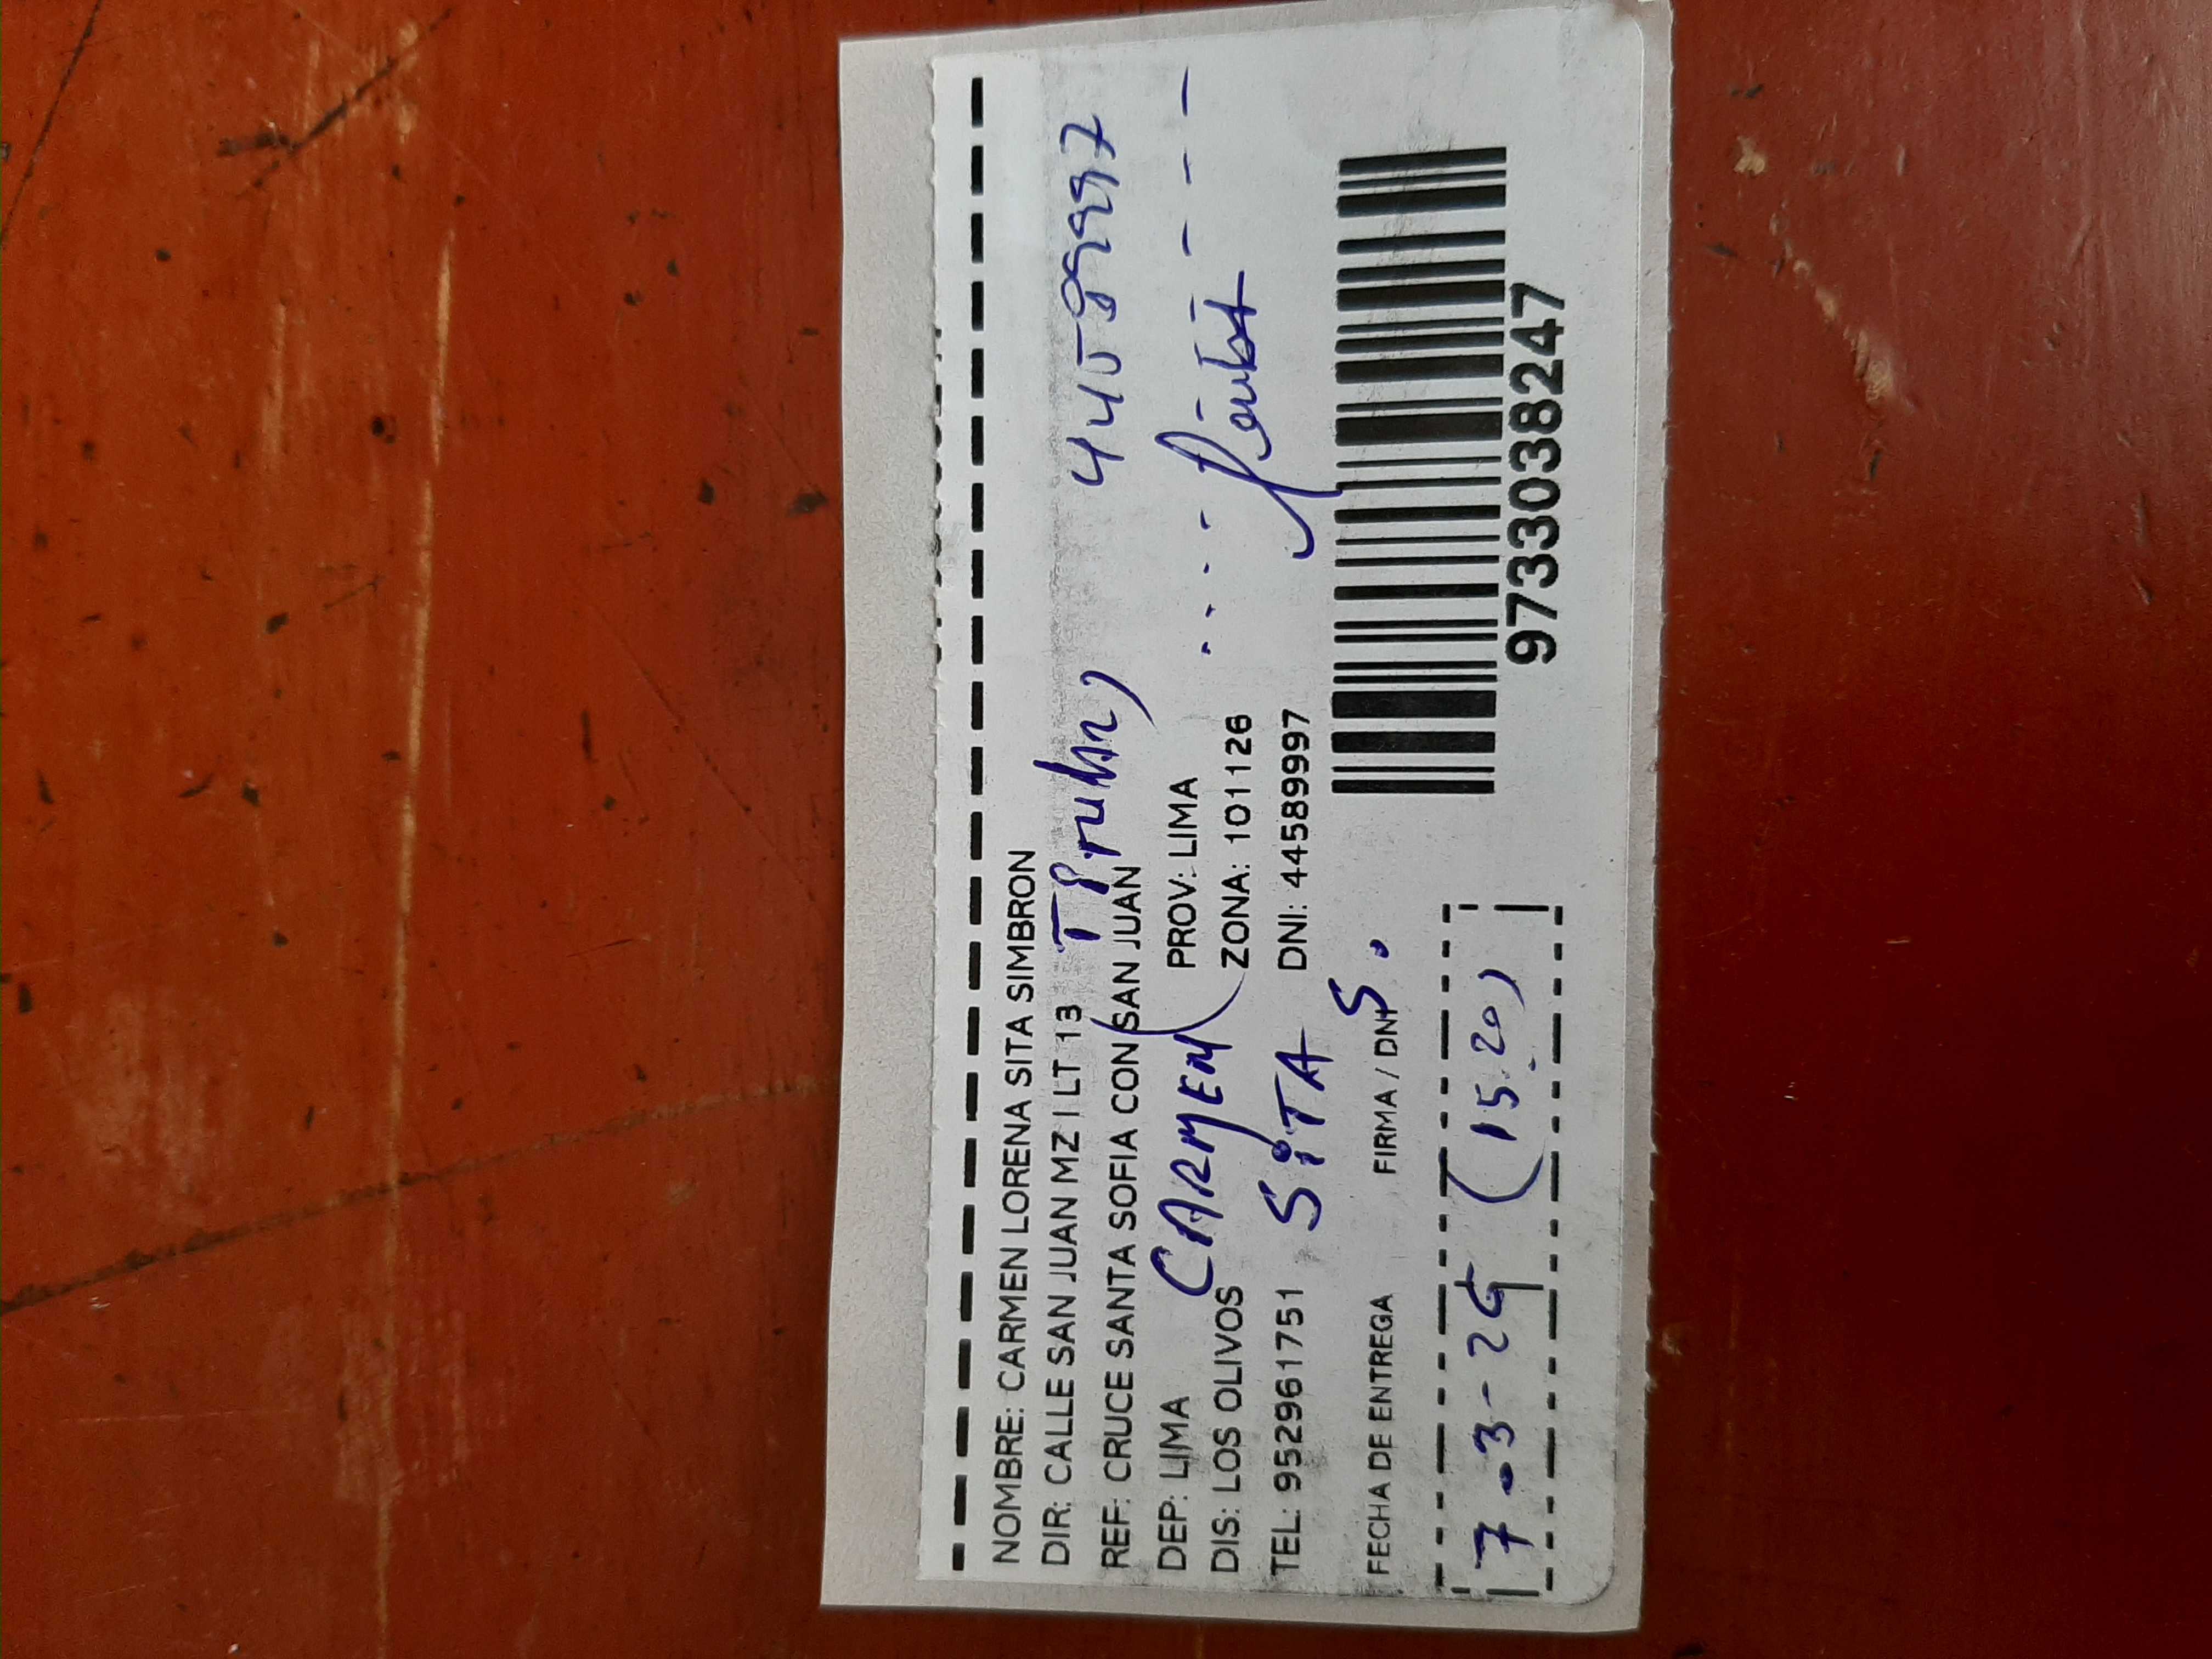 NOMBRE: CARMEN LORENA SITA SIMBRON
DIR: CALLE SAN JUAN MZ I LT 13
44589997
REF: CRUCE SANTA SOFIA CON SAN JUAN
DEP: LIMA PROV: LIMA
CARMEN
DIS: LOS OLIVOS ZONA: 101126
TEL: 952961751 DNI: 44589997
SiTA S.
FECHA DE ENTREGA FIRMA / DNI
7-03-24 (15:20)
9733038247